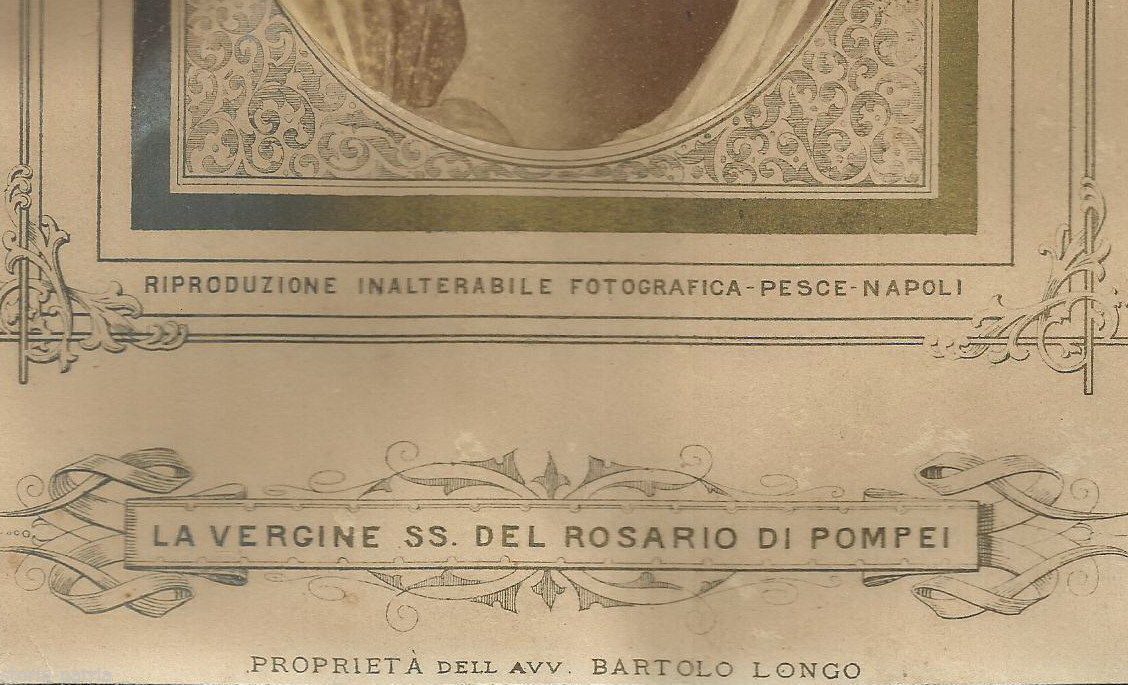 RIPRODUZIONE INALTERABILE FOTOGRAFICA-PESCE-NAPOLI
LA VERGINE SS. DEL ROSARIO DI POMPEI
PROPRIETÀ DELL AVV. BARTOLO LONGO